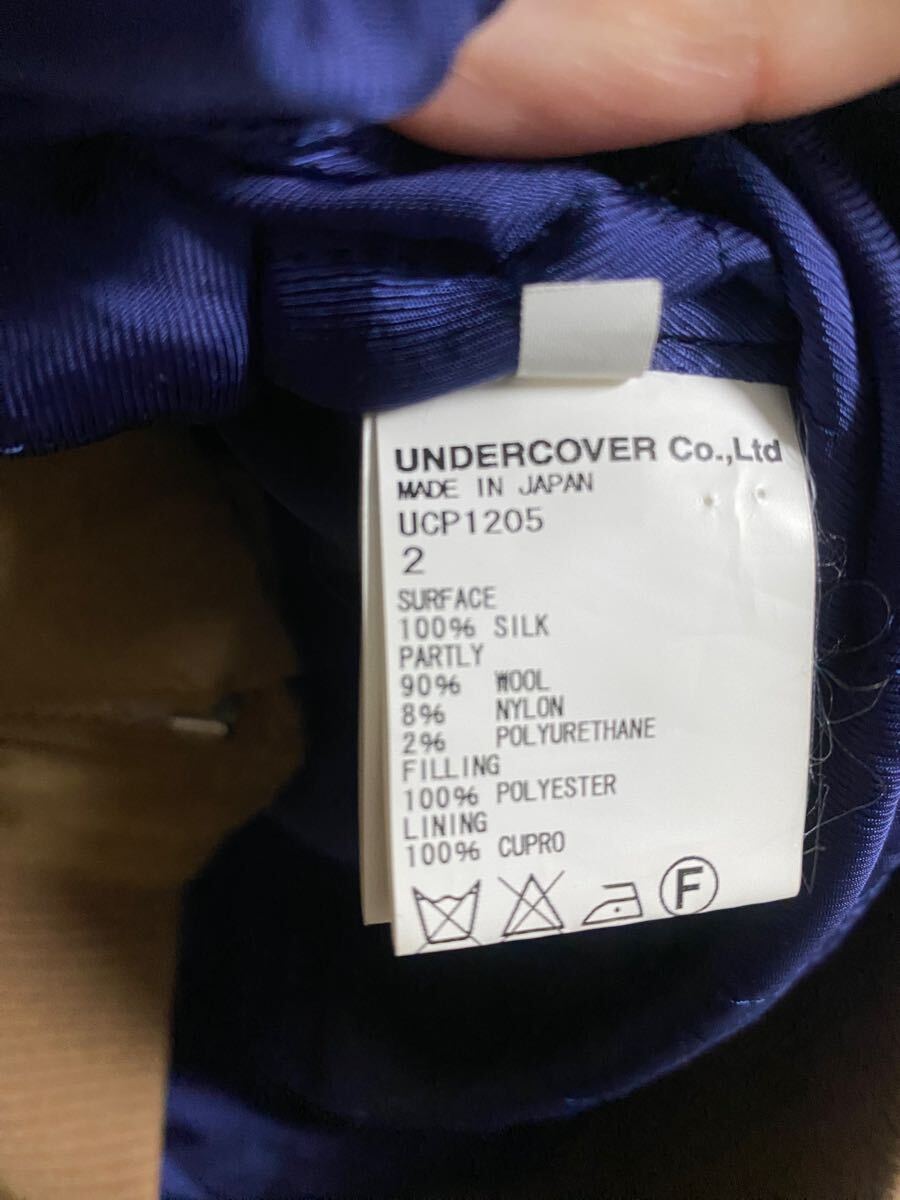 UNDERCOVER Co.,Ltd
MADE IN JAPAN
UCP1205
2
SURFACE
100% SILK
PARTLY
90% WOOL
8% NYLON
2% POLYURETHANE
FILLING
100% POLYESTER
LINING
100% CUPRO
F